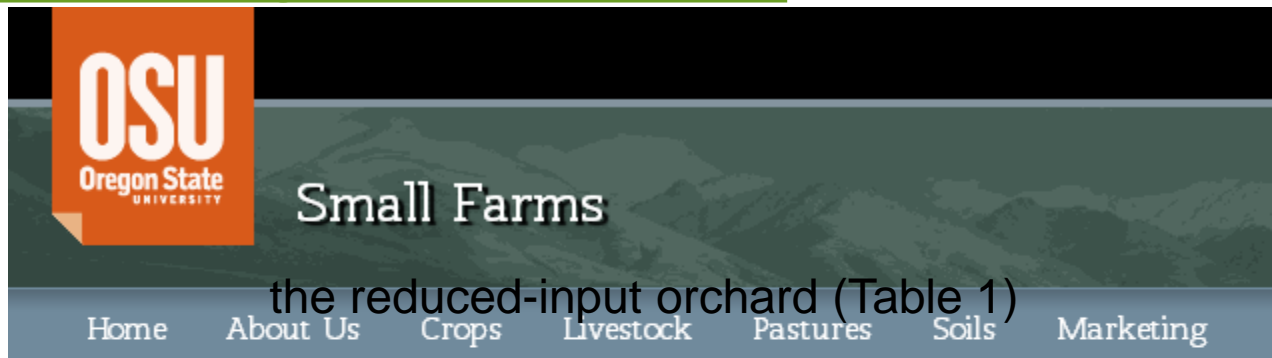 OSU
Oregon State
UNIVERSITY
Small Farms
the reduced-input orchard (Table 1)
Home About Us Crops Livestock Pastures Soils Marketing